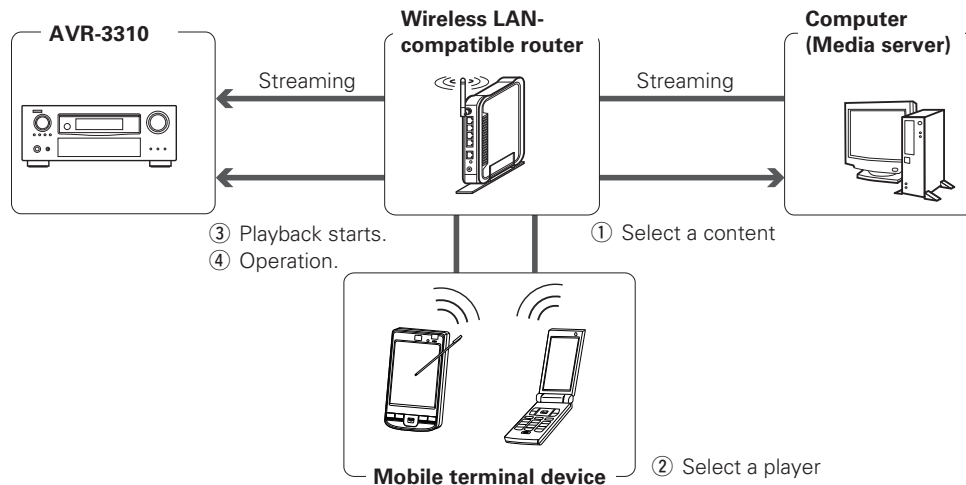 AVR-3310
Wireless LAN-
compatible router
Computer
(Media server)
Streaming
Streaming
③ Playback starts.
④ Operation.
① Select a content
Mobile terminal device
② Select a player